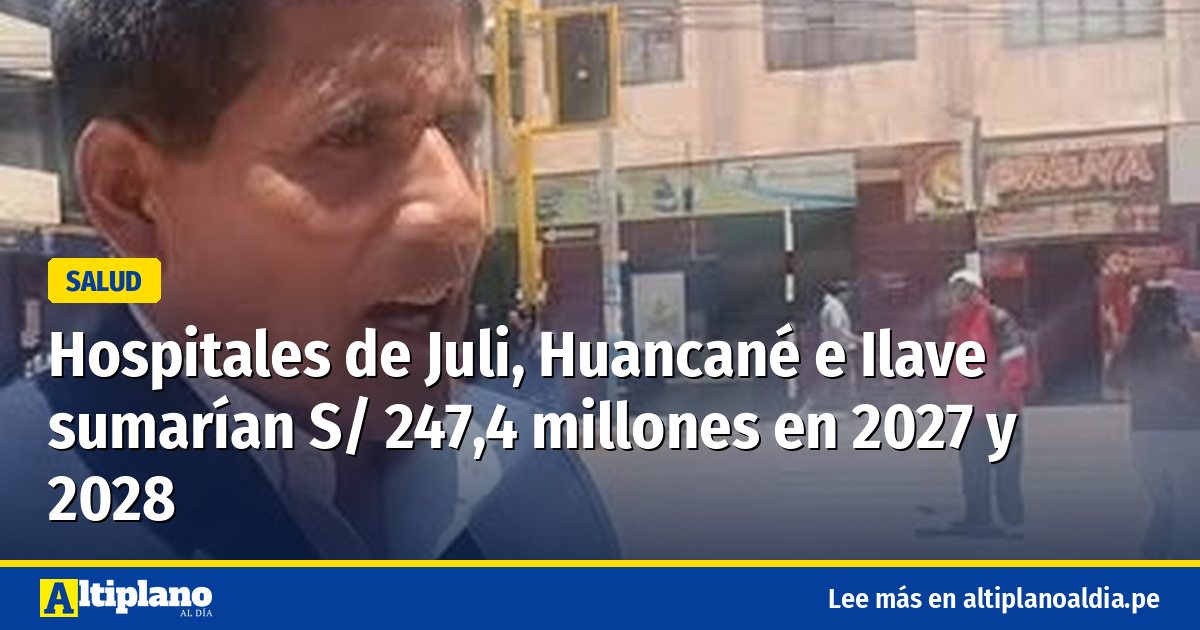 SALUD
Hospitales de Juli, Huancané e Ilave
sumarían S/ 247,4 millones en 2027 y
2028
Altiplano
AL DÍA
Lee más en altiplanoaldia.pe